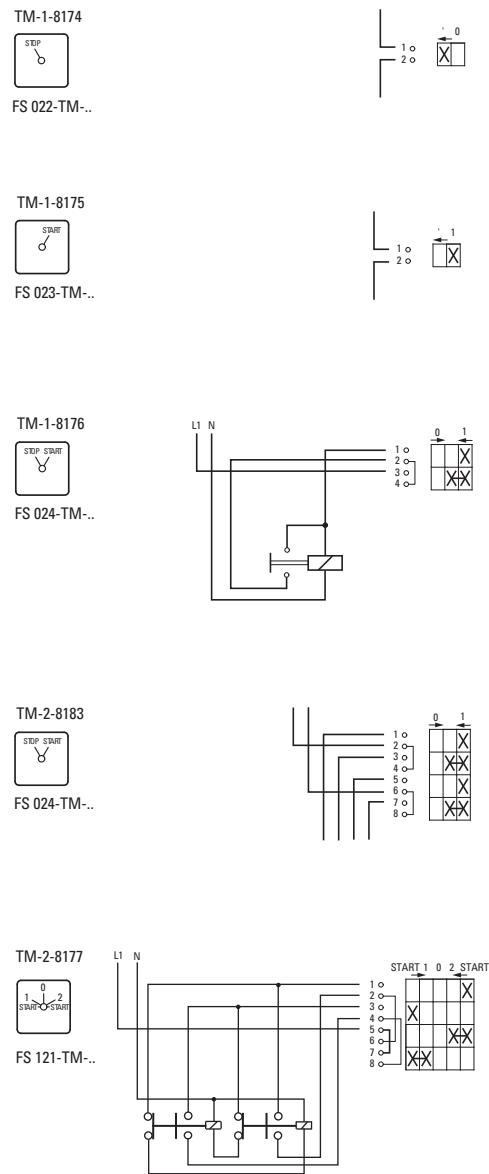 TM-1-8174
STOP
FS 022-TM-..
1
2
0
TM-1-8175
START
FS 023-TM-..
1
2
1
TM-1-8176
STOP START
FS 024-TM-..
L1 N
1
2
3
4
0 1
TM-2-8183
STOP START
FS 024-TM-..
1
2
3
4
5
6
7
8
0 1
TM-2-8177
0
1 2
START START
FS 121-TM-..
L1 N
1
2
3
4
5
6
7
8
START 1 0 2 START